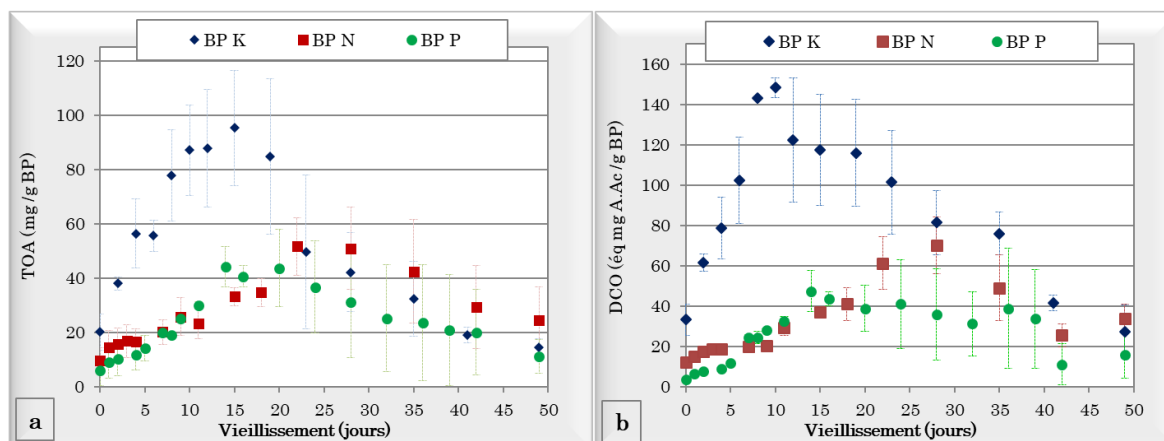 BP K BP N BP P
120
100
80
60
40
20
0
TOA (mg /g BP)
0 5 10 15 20 25 30 35 40 45 50
Vieillissement (jours)
a
BP K BP N BP P
160
140
120
100
80
60
40
20
0
DCO (éq mg A.Ac /g BP)
0 5 10 15 20 25 30 35 40 45 50
Vieillissement (jours)
b